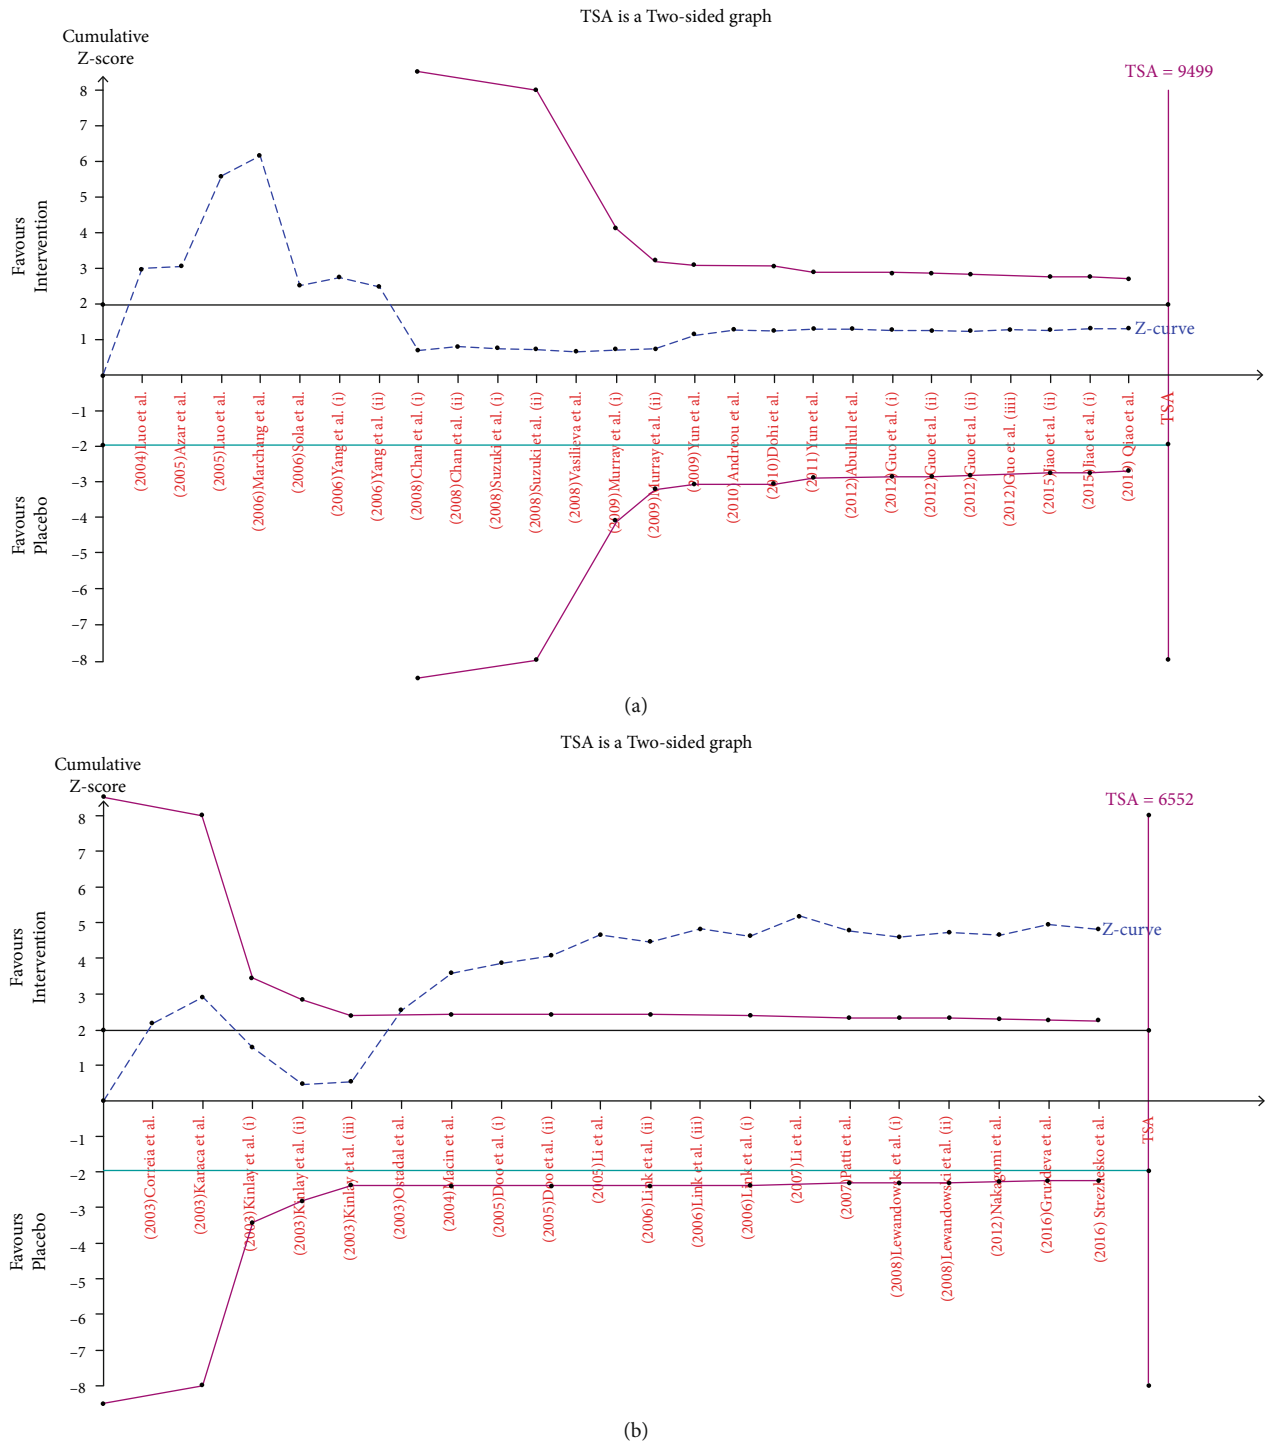 TSA is a Two-sided graph
Cumulative
Z-score
TSA = 9499
8
7
6
5
4
3
2
1
−1
−2
−3
−4
−5
−6
−7
−8
Favours
Intervention
Favours
Placebo
Z-curve
(2004)Luo et al.
(2005)Azar et al.
(2005)Luo et al.
(2006)Marchang et al.
(2006)Sola et al.
(2006)Yang et al. (i)
(2006)Yang et al. (ii)
(2008)Chan et al. (i)
(2008)Chan et al. (ii)
(2008)Suzuki et al. (i)
(2008)Suzuki et al. (ii)
(2008)Vasilieva et al.
(2009)Murray et al. (i)
(2009)Murray et al. (ii)
(2009)Yun et al.
(2010)Andreou et al.
(2010)Dohi et al.
(2011)Yun et al.
(2012)Abulhul et al.
(2012)Guo et al. (i)
(2012)Guo et al. (ii)
(2012)Guo et al. (ii)
(2012)Guo et al. (iiii)
(2015)Jiao et al. (ii)
(2015)Jiao et al. (i)
Qiao et al.
TSA
(a)
TSA is a Two-sided graph
Cumulative
Z-score
TSA = 6552
8
7
6
5
4
3
2
1
−1
−2
−3
−4
−5
−6
−7
−8
Favours
Intervention
Favours
Placebo
Z-curve
(2003)Correia et al.
(2003)Karaca et al.
(2003)Kinlay et al. (i)
(2003)Kinlay et al. (ii)
(2003)Kinlay et al. (iii)
(2003)Ostadal et al.
(2004)Macin et al.
(2005)Doo et al. (i)
(2005)Doo et al. (ii)
(2005)Li et al.
(2006)Link et al. (ii)
(2006)Link et al. (iii)
(2006)Link et al. (i)
(2007)Li et al.
(2007)Patti et al.
(2008)Lewandowski et al. (i)
(2008)Lewandowski et al. (ii)
(2012)Nakagomi et al.
(2016)Gruzdeva et al.
(2016) Strezhesko et al.
TSA
(b)